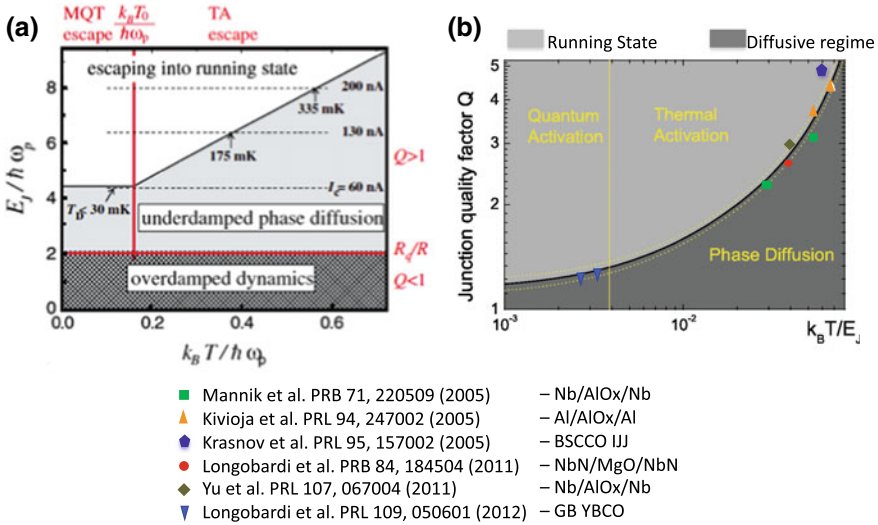 (a)
MQT escape
k_B T_0 / ħω_p
TA escape
E_J / ħω_p
8
6
4
2
0
escaping into running state
200 nA
335 mK
130 nA
175 mK
I_c = 60 nA
T_D < 30 mK
underdamped phase diffusion
overdamped dynamics
Q>1
R_q/R
Q<1
0.0
0.2
0.4
0.6
k_B T / ħω_p
(b)
Running State
Diffusive regime
Junction quality factor Q
5
4
3
2
1
Quantum
Activation
Thermal
Activation
Phase Diffusion
10^-3
10^-2
k_BT/E_J
Mannik et al. PRB 71, 220509 (2005) – Nb/AlOx/Nb
Kivioja et al. PRL 94, 247002 (2005) – Al/AlOx/Al
Krasnov et al. PRL 95, 157002 (2005) – BSCCO IJJ
Longobardi et al. PRB 84, 184504 (2011) – NbN/MgO/NbN
Yu et al. PRL 107, 067004 (2011) – Nb/AlOx/Nb
Longobardi et al. PRL 109, 050601 (2012) – GB YBCO